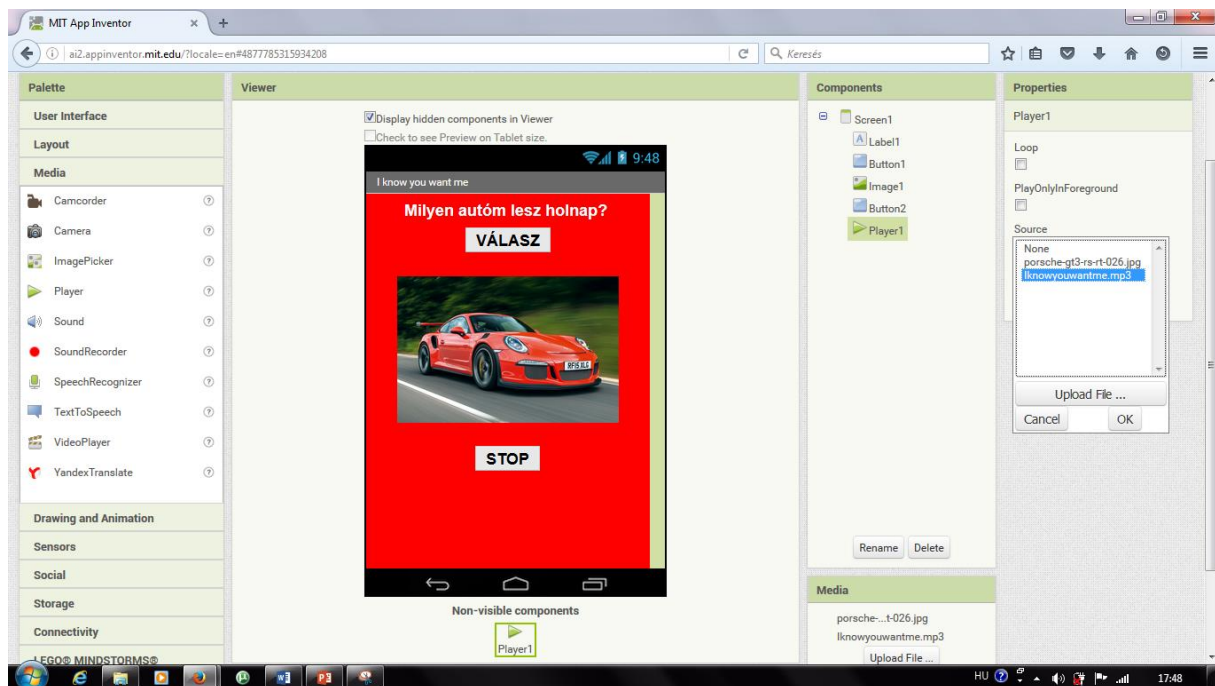 MIT App Inventor
ai2.appinventor.mit.edu/?locale=en#4877785315934208
Keresés
Palette
User Interface
Layout
Media
Camcorder
Camera
ImagePicker
Player
Sound
SoundRecorder
SpeechRecognizer
TextToSpeech
VideoPlayer
YandexTranslate
Drawing and Animation
Sensors
Social
Storage
Connectivity
LEGO® MINDSTORMS®
Viewer
Display hidden components in Viewer
Check to see Preview on Tablet size.
9:48
I know you want me
Milyen autóm lesz holnap?
VÁLASZ
STOP
Non-visible components
Player1
Components
Screen1
Label1
Button1
Image1
Button2
Player1
Rename Delete
Media
porsche-...t-026.jpg
Iknowyouwantme.mp3
Upload File ...
Properties
Player1
Loop
PlayOnlyInForeground
Source
None
porsche-gt3-rs-rt-026.jpg
Iknowyouwantme.mp3
Upload File ...
Cancel OK
HU 17:48